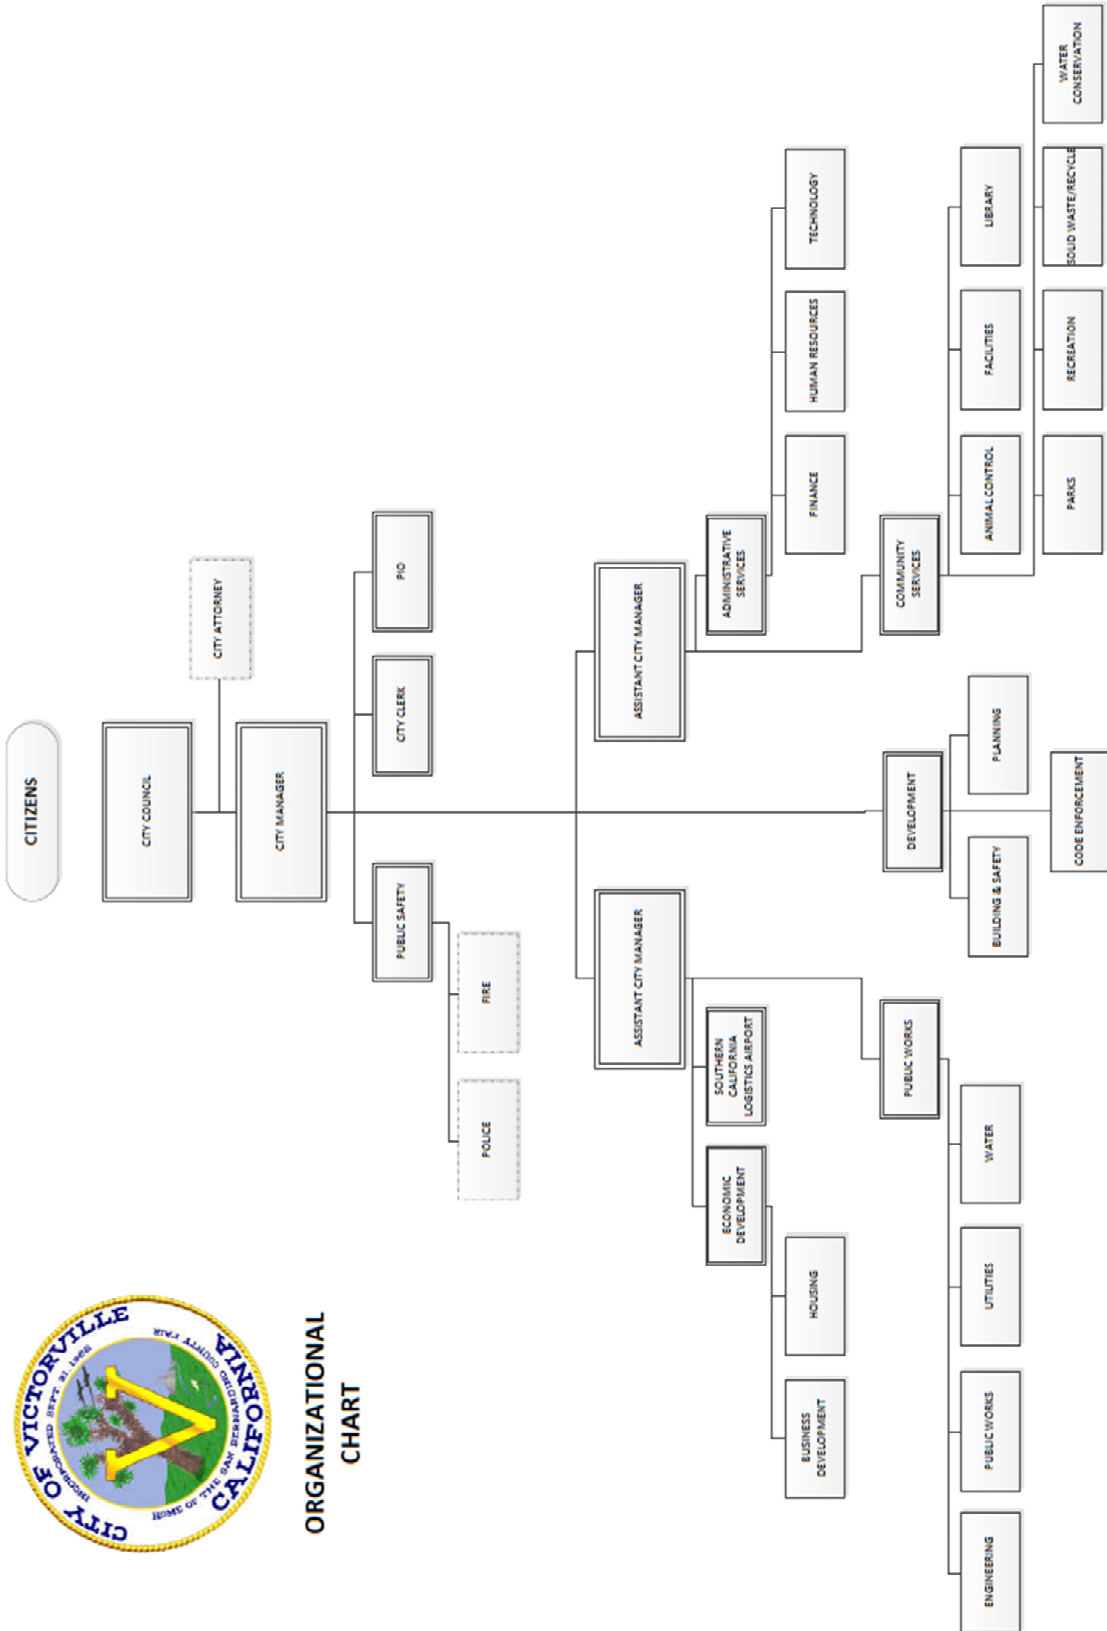 CITY OF VICTORVILLE
INCORPORATED SEPT. 21, 1962
HOME OF THE SAN BERNARDINO COUNTY FAIR
CALIFORNIA
ORGANIZATIONAL
CHART
CITIZENS
CITY COUNCIL
CITY ATTORNEY
CITY MANAGER
PUBLIC SAFETY
CITY CLERK
PIO
POLICE
FIRE
ASSISTANT CITY MANAGER
ASSISTANT CITY MANAGER
ECONOMIC
DEVELOPMENT
SOUTHERN
CALIFORNIA
LOGISTICS AIRPORT
ADMINISTRATIVE
SERVICES
BUSINESS
DEVELOPMENT
HOUSING
FINANCE
HUMAN RESOURCES
TECHNOLOGY
PUBLIC WORKS
DEVELOPMENT
COMMUNITY
SERVICES
ENGINEERING
PUBLIC WORKS
UTILITIES
WATER
BUILDING & SAFETY
PLANNING
ANIMAL CONTROL
FACILITIES
LIBRARY
CODE ENFORCEMENT
PARKS
RECREATION
SOLID WASTE/RECYCLE
WATER
CONSERVATION